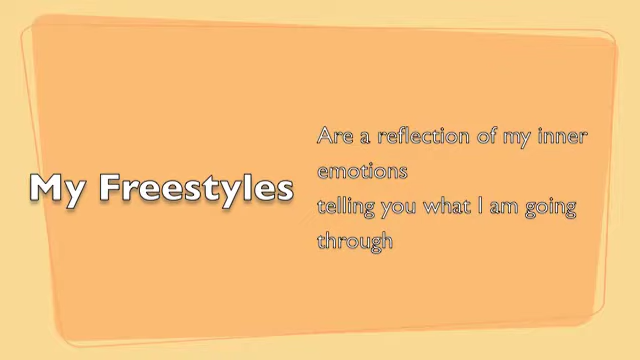 My Freestyles
Are a reflection of my inner
emotions
telling you what I am going
through